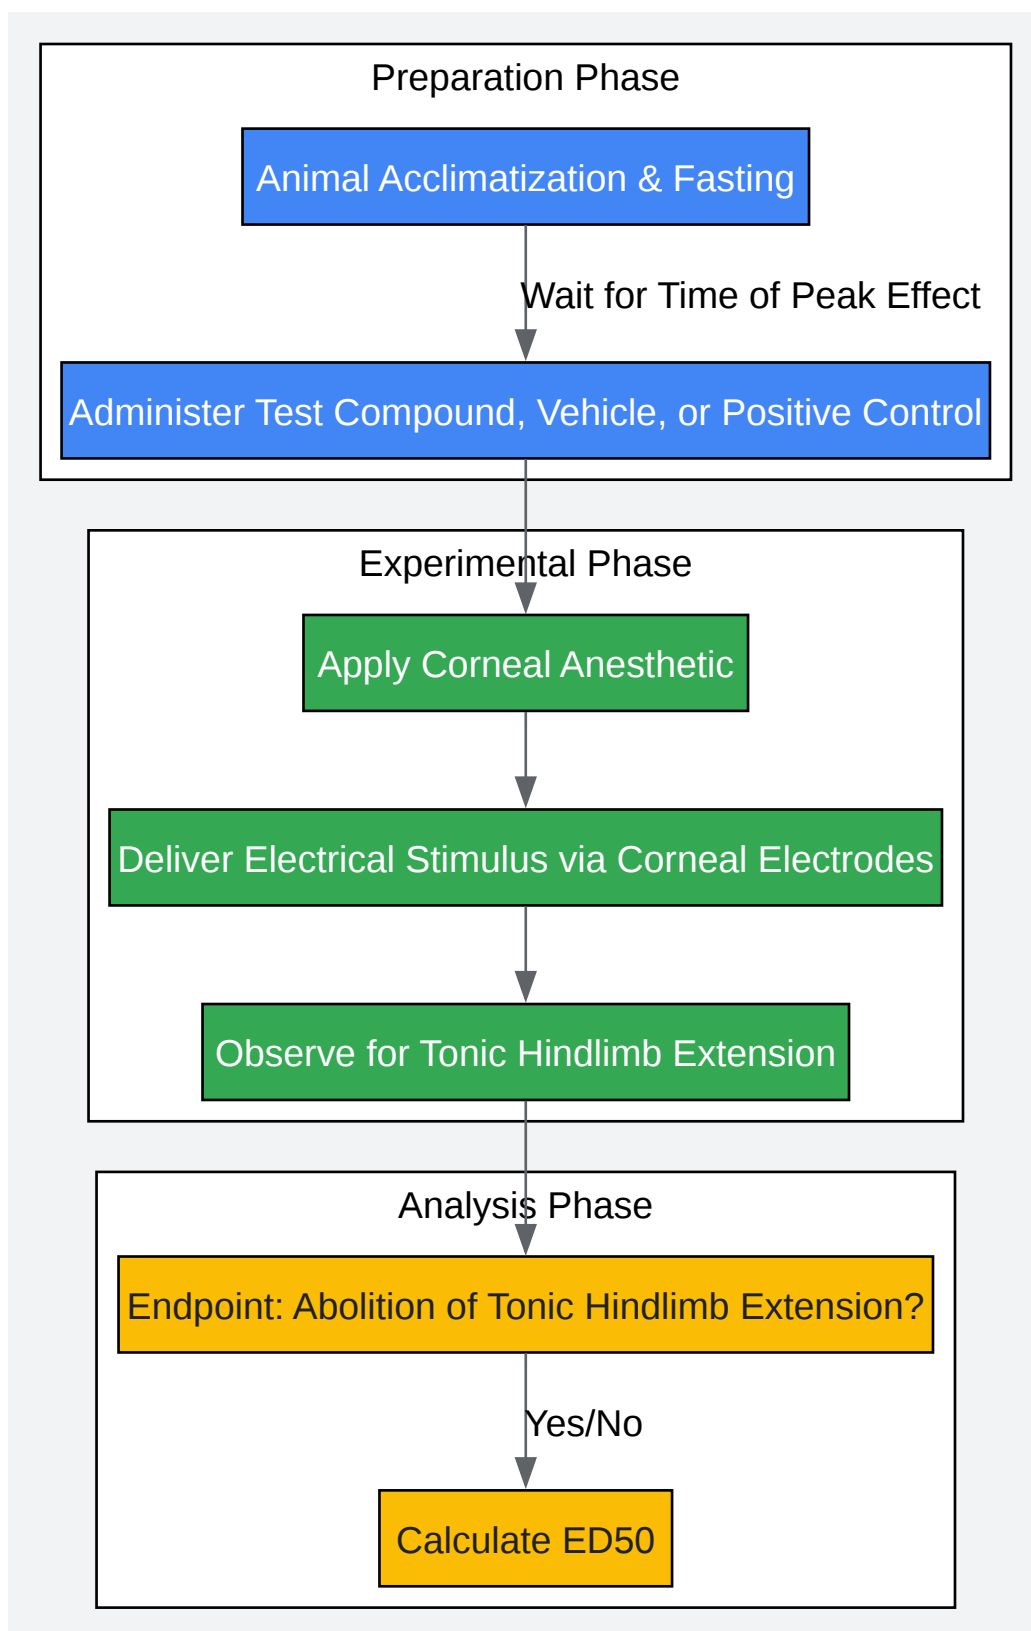 Preparation Phase
Animal Acclimatization & Fasting
Wait for Time of Peak Effect
Administer Test Compound, Vehicle, or Positive Control
Experimental Phase
Apply Corneal Anesthetic
Deliver Electrical Stimulus via Corneal Electrodes
Observe for Tonic Hindlimb Extension
Analysis Phase
Endpoint: Abolition of Tonic Hindlimb Extension?
Yes/No
Calculate ED50